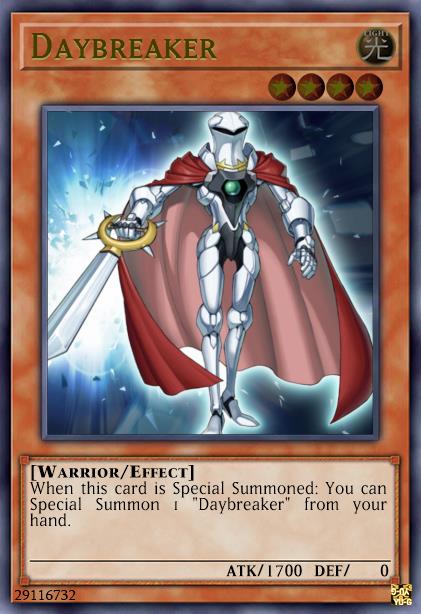 DAYBREAKER
LIGHT
光
[WARRIOR/EFFECT]
When this card is Special Summoned: You can
Special Summon 1 "Daybreaker" from your
hand.
ATK/1700 DEF/ 0
29116732